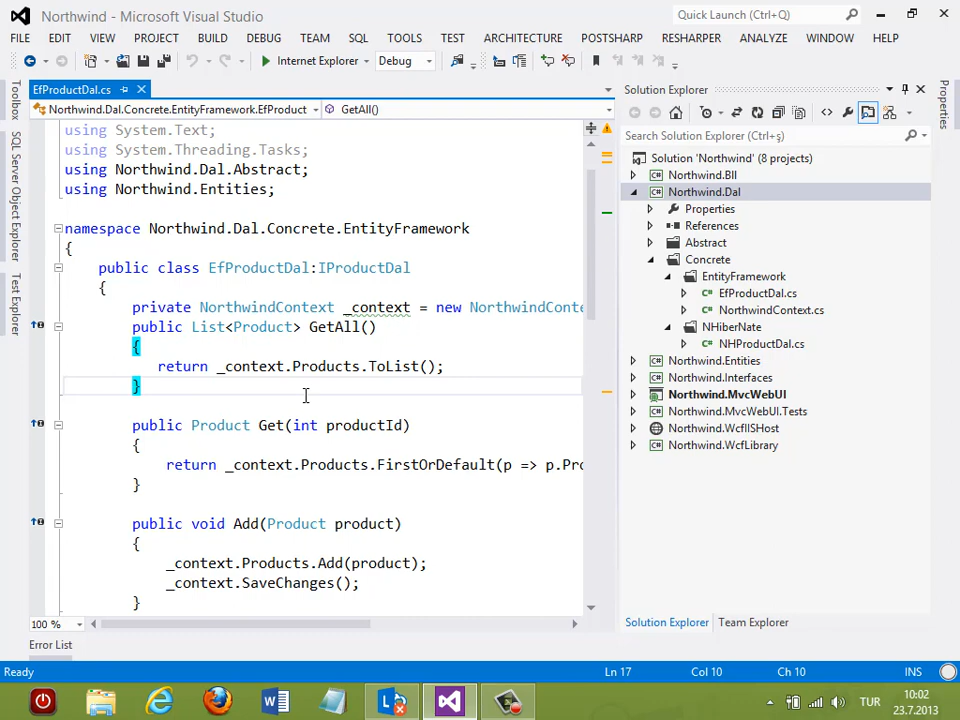 Northwind - Microsoft Visual Studio
Quick Launch (Ctrl+Q)
FILE EDIT VIEW PROJECT BUILD DEBUG TEAM SQL TOOLS TEST ARCHITECTURE POSTSHARP RESHARPER ANALYZE WINDOW HELP
Internet Explorer Debug
Toolbox
SQL Server Object Explorer
Test Explorer
EfProductDal.cs
Northwind.Dal.Concrete.EntityFramework.EfProduct GetAll()
using System.Text;
using System.Threading.Tasks;
using Northwind.Dal.Abstract;
using Northwind.Entities;
namespace Northwind.Dal.Concrete.EntityFramework
{
public class EfProductDal:IProductDal
{
private NorthwindContext _context = new NorthwindConte
public List<Product> GetAll()
{
return _context.Products.ToList();
}
public Product Get(int productId)
{
return _context.Products.FirstOrDefault(p => p.Pro
}
public void Add(Product product)
{
_context.Products.Add(product);
_context.SaveChanges();
}
100 %
Error List
Solution Explorer
Search Solution Explorer (Ctrl+ş)
Solution 'Northwind' (8 projects)
Northwind.Bll
Northwind.Dal
Properties
References
Abstract
Concrete
EntityFramework
EfProductDal.cs
NorthwindContext.cs
NHiberNate
NHProductDal.cs
Northwind.Entities
Northwind.Interfaces
Northwind.MvcWebUI
Northwind.MvcWebUI.Tests
Northwind.WcfIISHost
Northwind.WcfLibrary
Solution Explorer Team Explorer
Properties
Ready Ln 17 Col 10 Ch 10 INS
TUR
10:02
23.7.2013